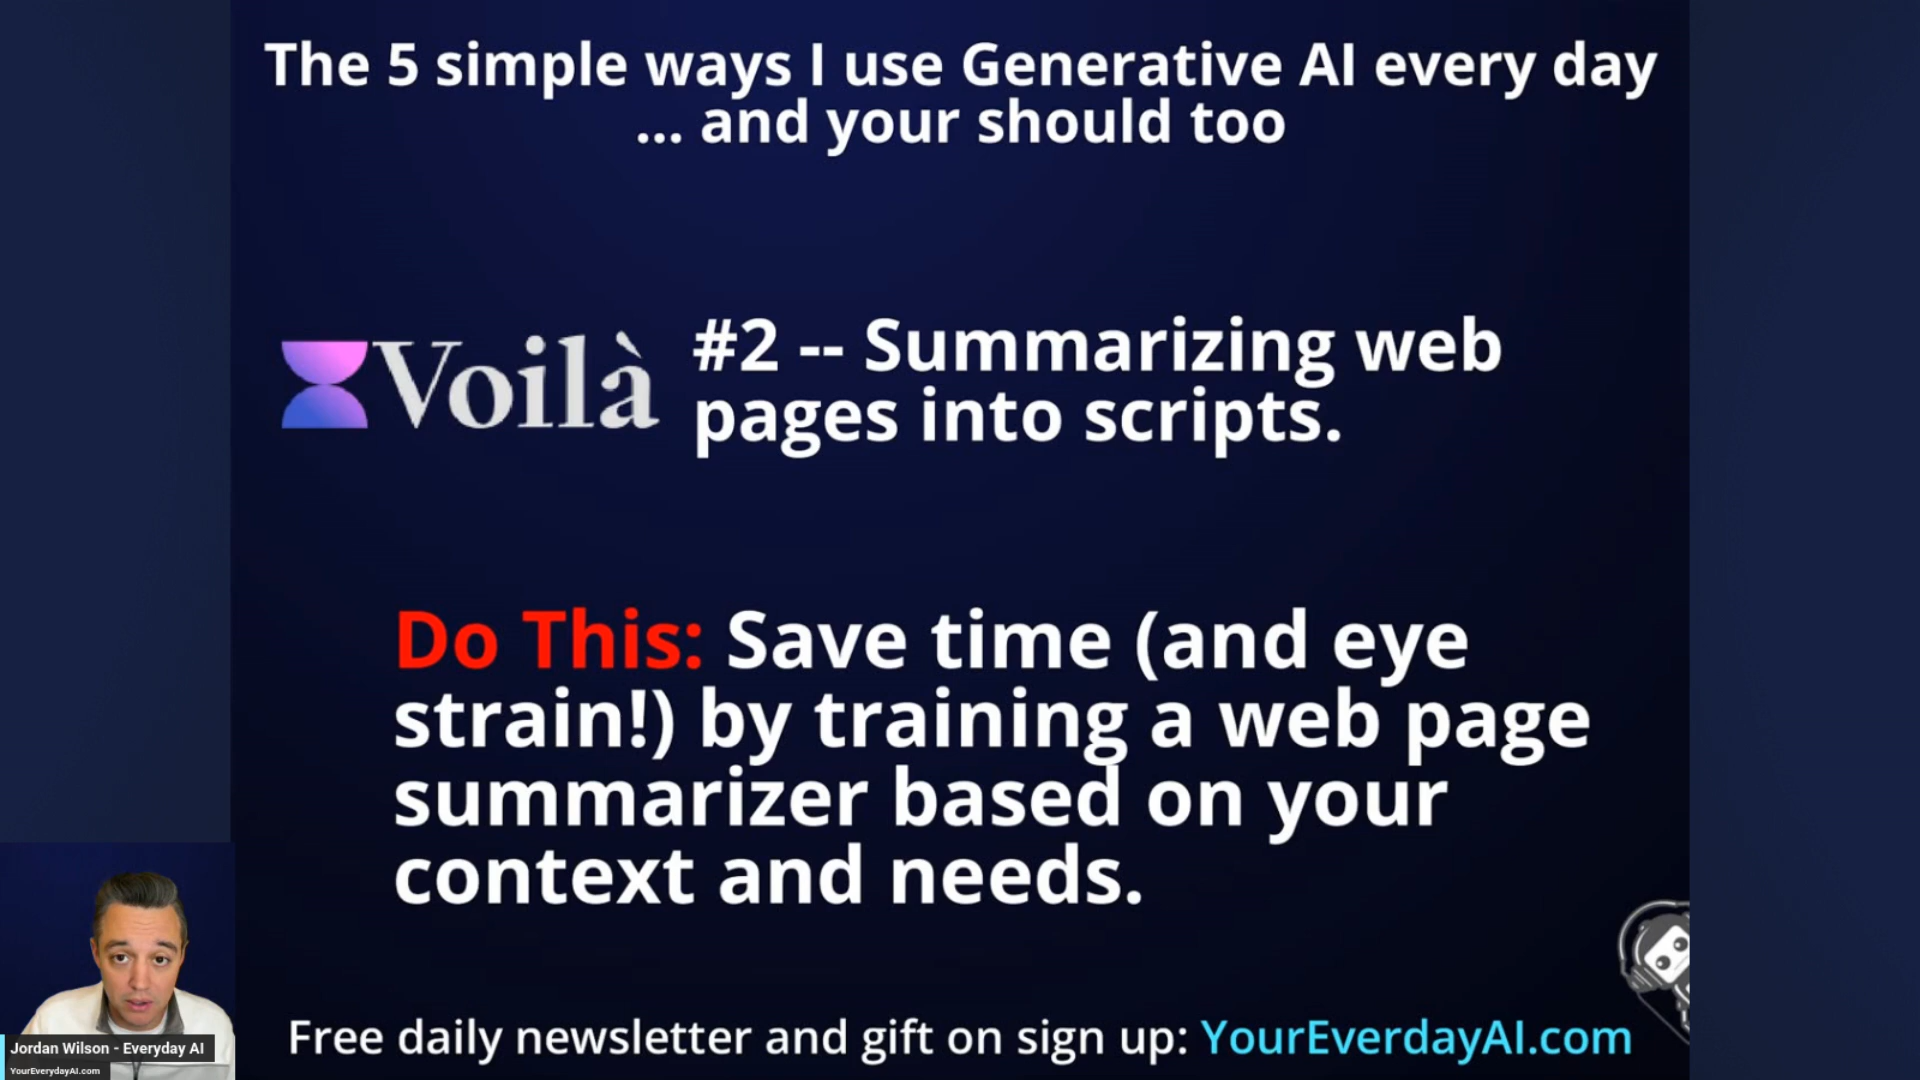 The 5 simple ways I use Generative AI every day
... and your should too
Voilà
#2 -- Summarizing web
pages into scripts.
Do This: Save time (and eye
strain!) by training a web page
summarizer based on your
context and needs.
Free daily newsletter and gift on sign up: YourEverdayAI.com
Jordan Wilson - Everyday AI
YourEverydayAI.com